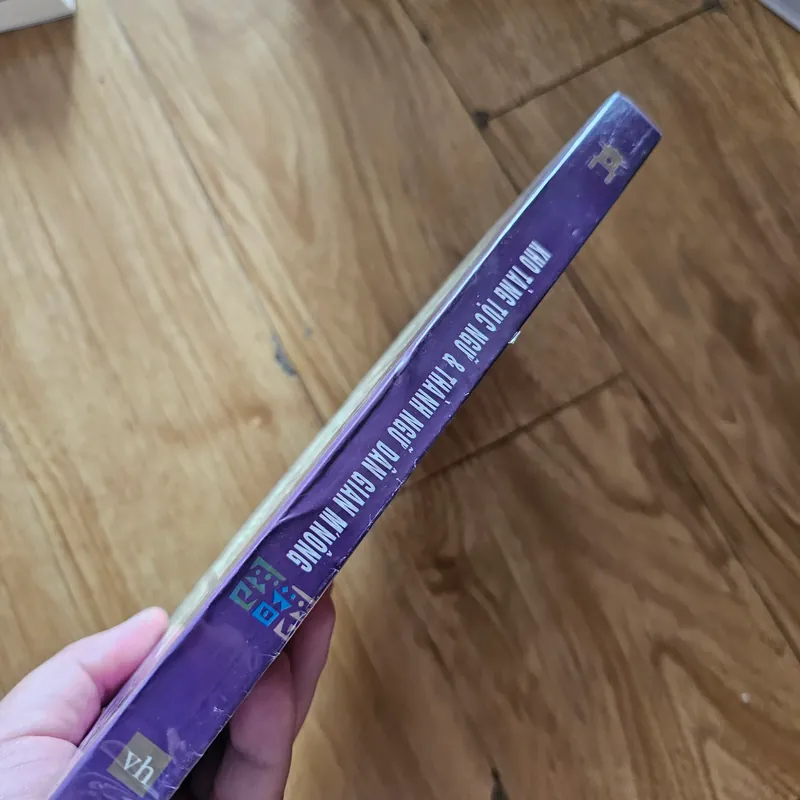 KHO TÀNG TỤC NGỮ & THÀNH NGỮ DÂN GIAN M'NÔNG
vh